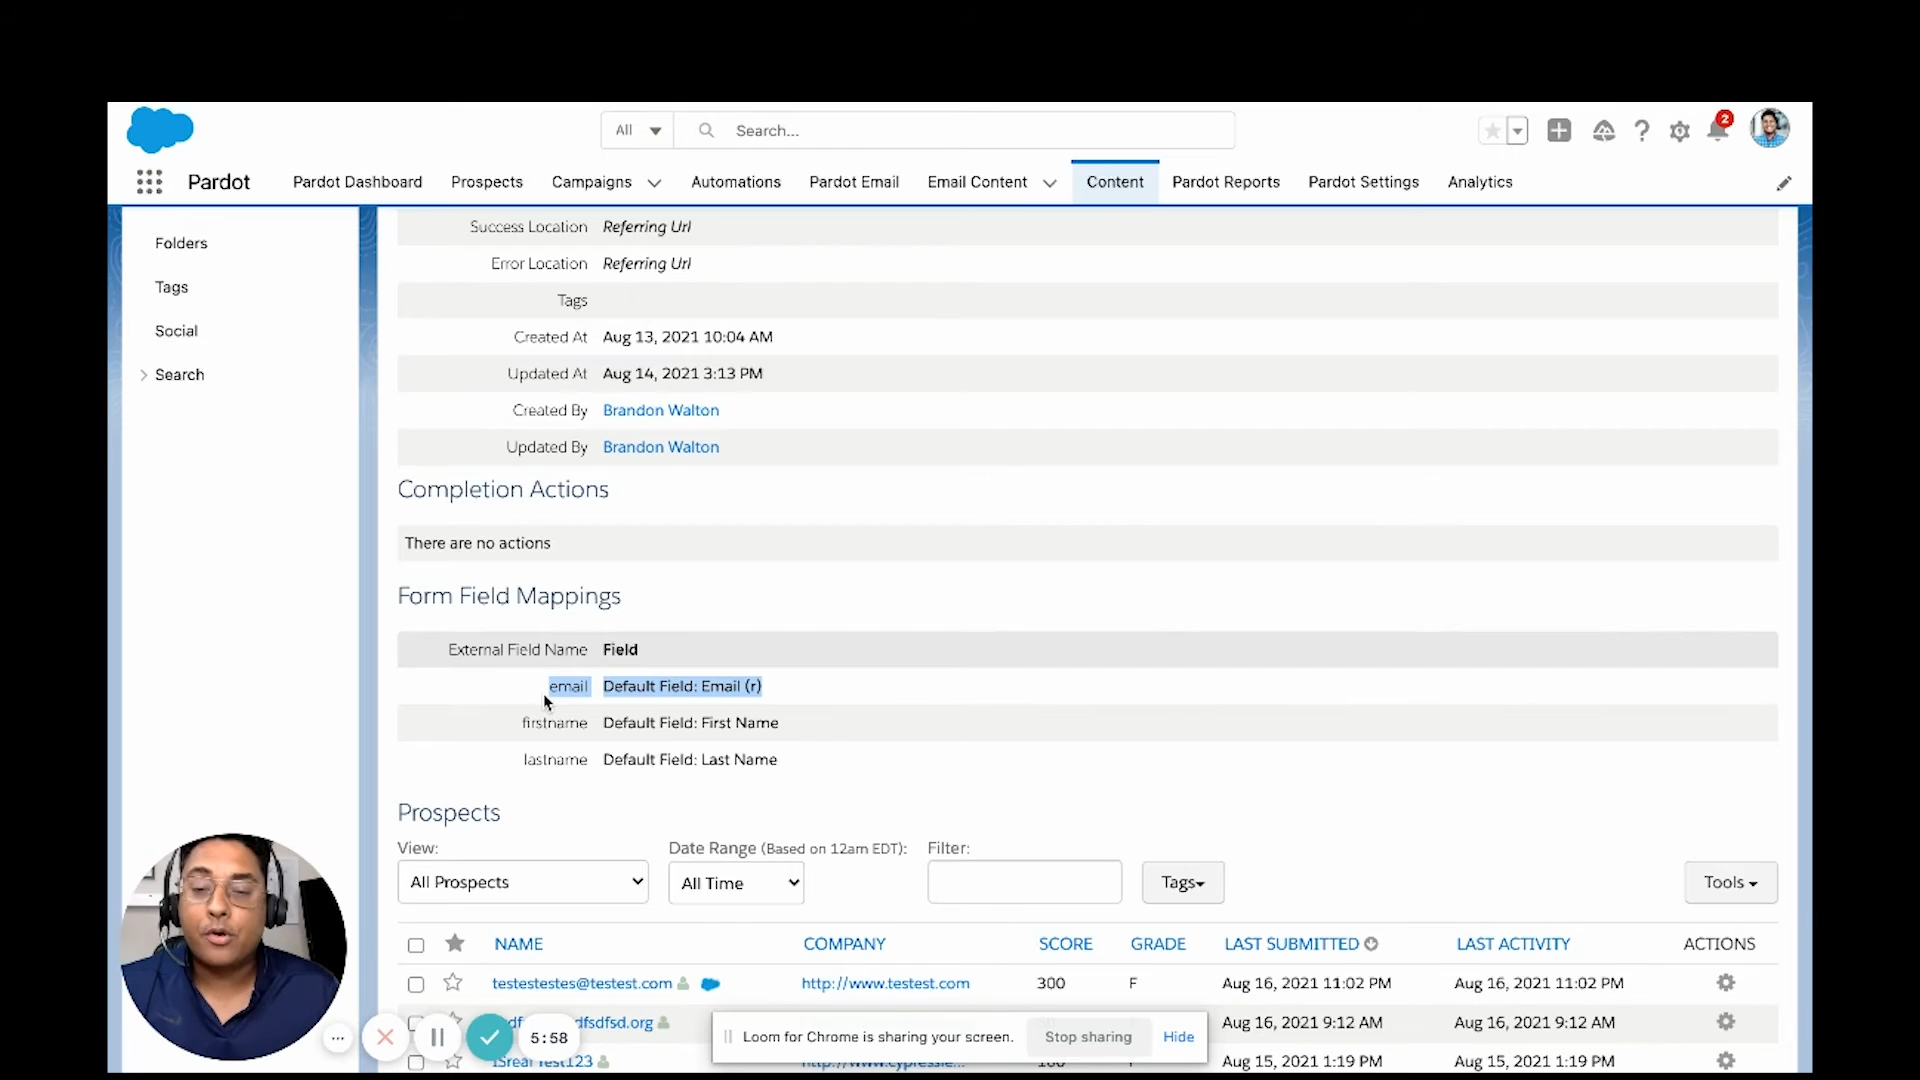 All
Search...
2
Pardot
Pardot Dashboard
Prospects
Campaigns
Automations
Pardot Email
Email Content
Content
Pardot Reports
Pardot Settings
Analytics
Folders
Tags
Social
Search
Success Location Referring Url
Error Location Referring Url
Tags
Created At Aug 13, 2021 10:04 AM
Updated At Aug 14, 2021 3:13 PM
Created By Brandon Walton
Updated By Brandon Walton
Completion Actions
There are no actions
Form Field Mappings
External Field Name Field
email Default Field: Email (r)
firstname Default Field: First Name
lastname Default Field: Last Name
Prospects
View:
Date Range (Based on 12am EDT):
Filter:
All Prospects
All Time
Tags
Tools
NAME COMPANY SCORE GRADE LAST SUBMITTED LAST ACTIVITY ACTIONS
testestestes@testest.com http://www.testest.com 300 F Aug 16, 2021 11:02 PM Aug 16, 2021 11:02 PM
dfsdfsd.org Aug 16, 2021 9:12 AM Aug 16, 2021 9:12 AM
Aug 15, 2021 1:19 PM Aug 15, 2021 1:19 PM
5:58
Loom for Chrome is sharing your screen.
Stop sharing
Hide